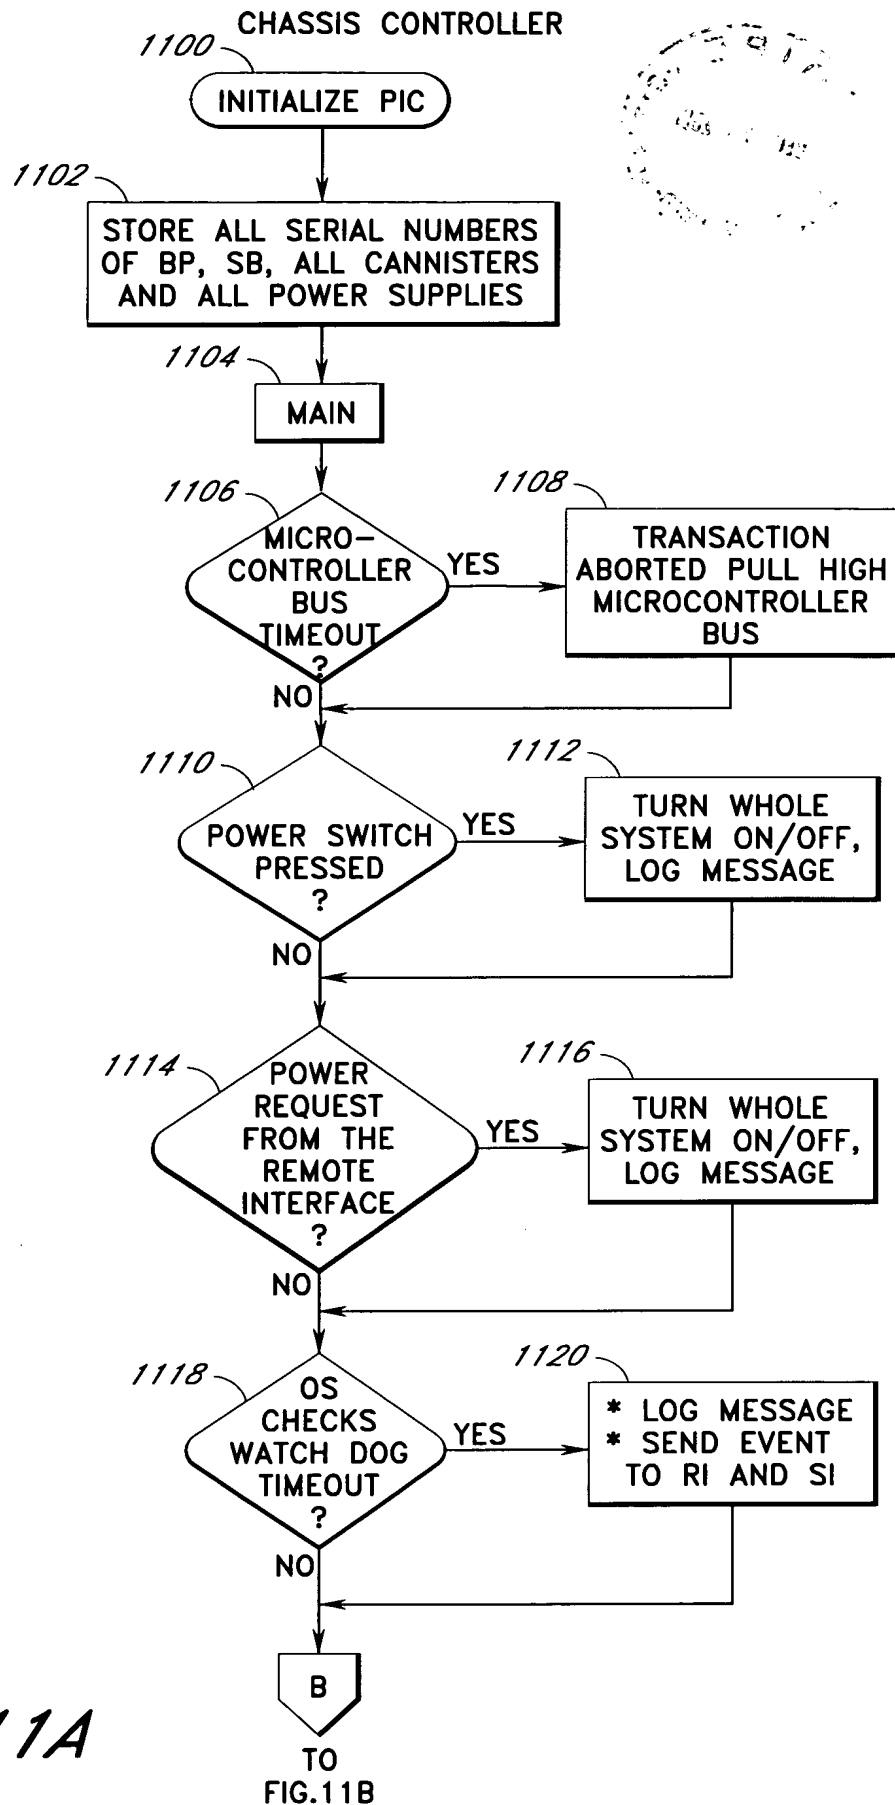 CHASSIS CONTROLLER
1100
INITIALIZE PIC
1102
STORE ALL SERIAL NUMBERS
OF BP, SB, ALL CANNISTERS
AND ALL POWER SUPPLIES
1104
MAIN
1106
MICRO-
CONTROLLER
BUS
TIMEOUT
?
YES
NO
1108
TRANSACTION
ABORTED PULL HIGH
MICROCONTROLLER
BUS
1110
POWER SWITCH
PRESSED
?
YES
NO
1112
TURN WHOLE
SYSTEM ON/OFF,
LOG MESSAGE
1114
POWER
REQUEST
FROM THE
REMOTE
INTERFACE
?
YES
NO
1116
TURN WHOLE
SYSTEM ON/OFF,
LOG MESSAGE
1118
OS
CHECKS
WATCH DOG
TIMEOUT
?
YES
NO
1120
* LOG MESSAGE
* SEND EVENT
TO RI AND SI
B
TO
FIG.11B
11A